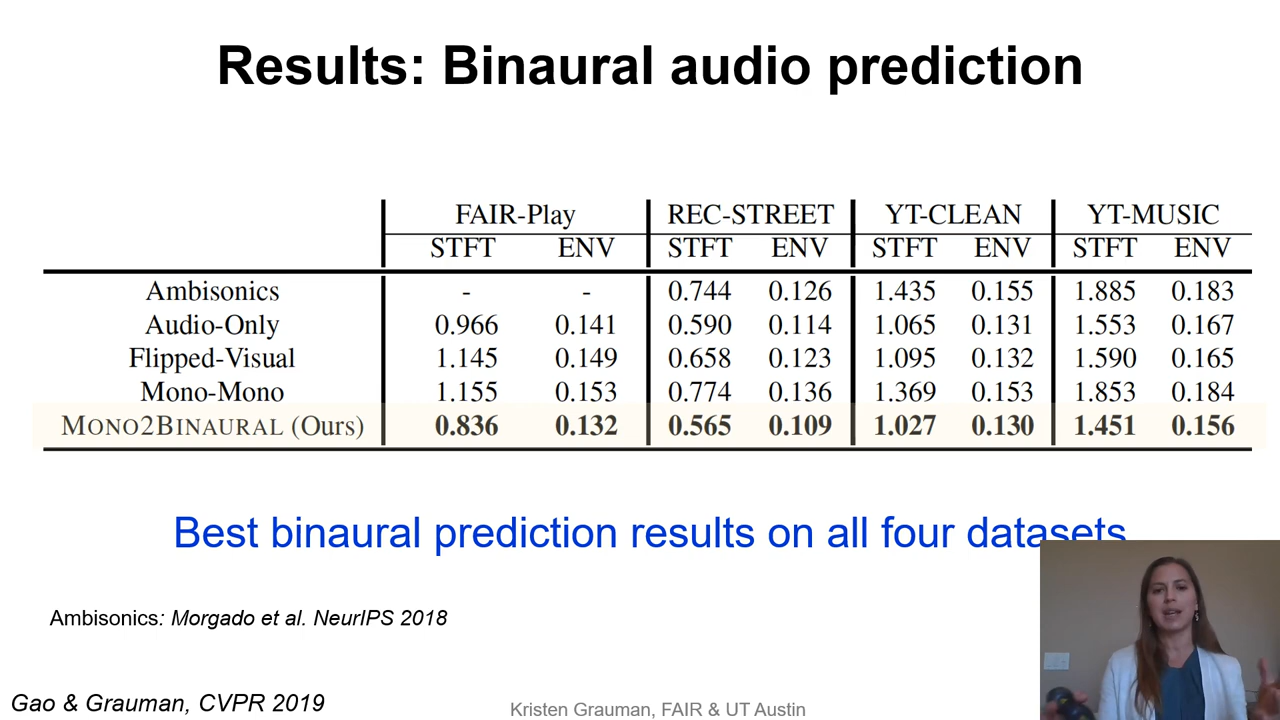 Results: Binaural audio prediction
FAIR-Play REC-STREET YT-CLEAN YT-MUSIC
STFT ENV STFT ENV STFT ENV STFT ENV
Ambisonics - - 0.744 0.126 1.435 0.155 1.885 0.183
Audio-Only 0.966 0.141 0.590 0.114 1.065 0.131 1.553 0.167
Flipped-Visual 1.145 0.149 0.658 0.123 1.095 0.132 1.590 0.165
Mono-Mono 1.155 0.153 0.774 0.136 1.369 0.153 1.853 0.184
MONO2BINAURAL (Ours) 0.836 0.132 0.565 0.109 1.027 0.130 1.451 0.156
Best binaural prediction results on all four datasets
Ambisonics: Morgado et al. NeurIPS 2018
Gao & Grauman, CVPR 2019
Kristen Grauman, FAIR & UT Austin